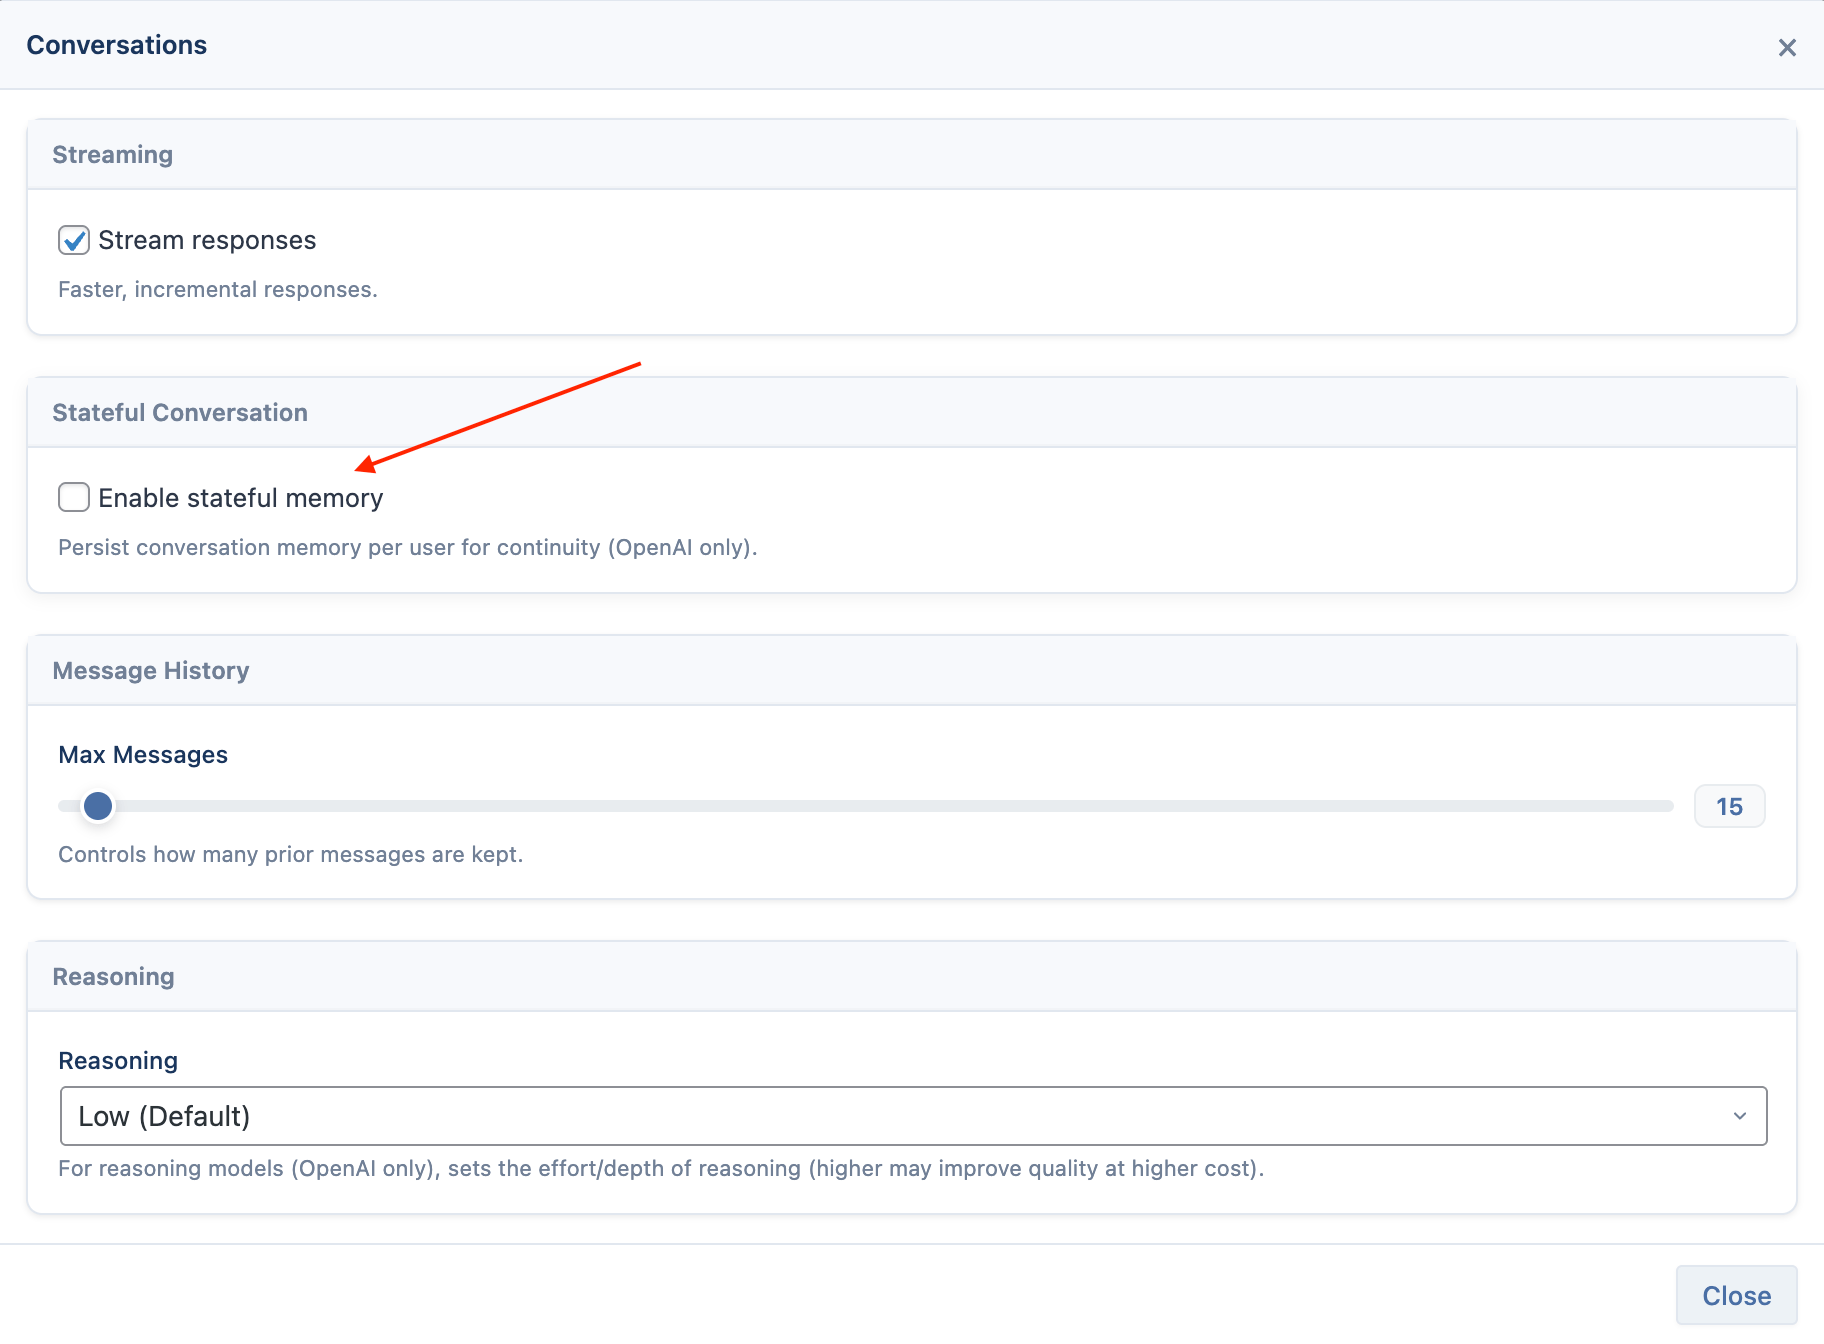 Conversations
Streaming
Stream responses
Faster, incremental responses.
Stateful Conversation
Enable stateful memory
Persist conversation memory per user for continuity (OpenAI only).
Message History
Max Messages
15
Controls how many prior messages are kept.
Reasoning
Reasoning
Low (Default)
For reasoning models (OpenAI only), sets the effort/depth of reasoning (higher may improve quality at higher cost).
Close